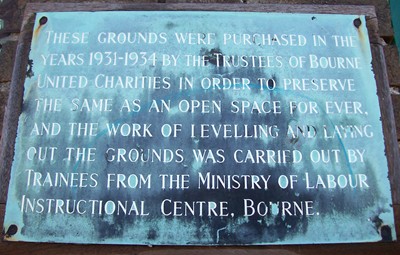 THESE GROUNDS WERE PURCHASED IN THE
YEARS 1931-1934 BY THE TRUSTEES OF BOURNE
UNITED CHARITIES IN ORDER TO PRESERVE
THE SAME AS AN OPEN SPACE FOR EVER,
AND THE WORK OF LEVELLING AND LAYING
OUT THE GROUNDS WAS CARRIED OUT BY
TRAINEES FROM THE MINISTRY OF LABOUR
INSTRUCTIONAL CENTRE, BOURNE.